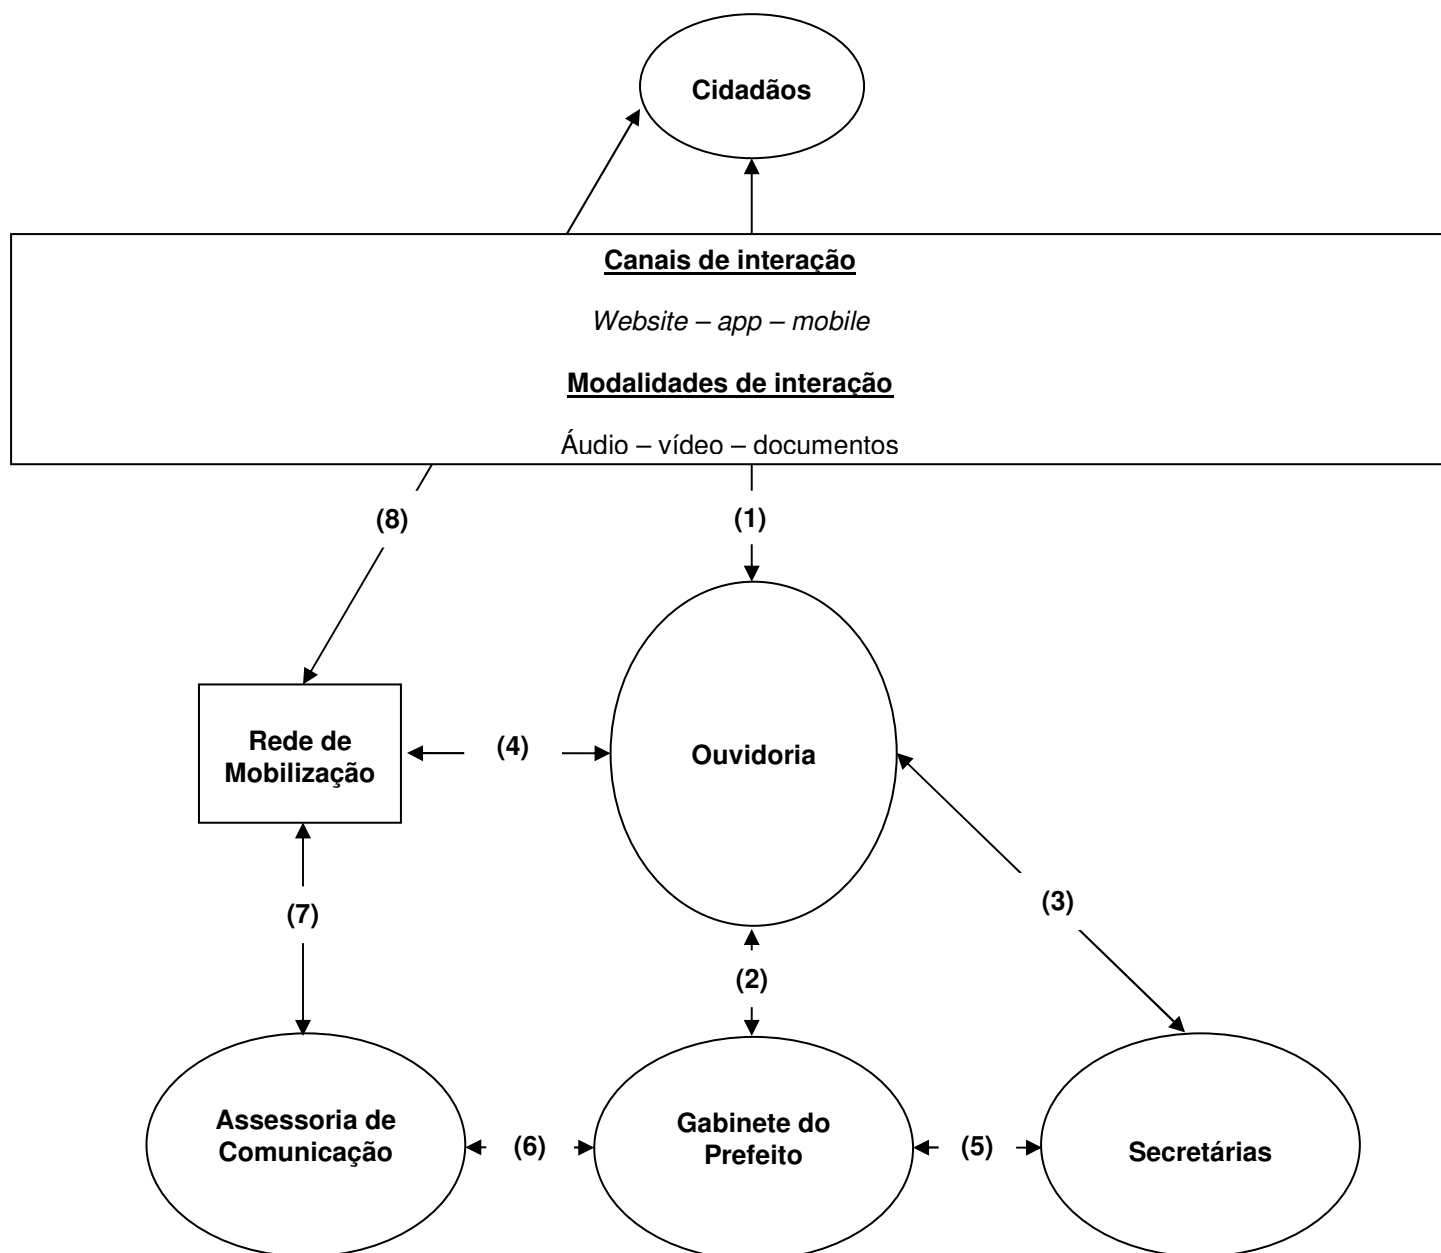 Cidadãos
Canais de interação
Website – app – mobile
Modalidades de interação
Áudio – vídeo – documentos
(8)
(1)
Rede de
Mobilização
(4)
Ouvidoria
(7)
(3)
(2)
Assessoria de
Comunicação
(6)
Gabinete do
Prefeito
(5)
Secretárias